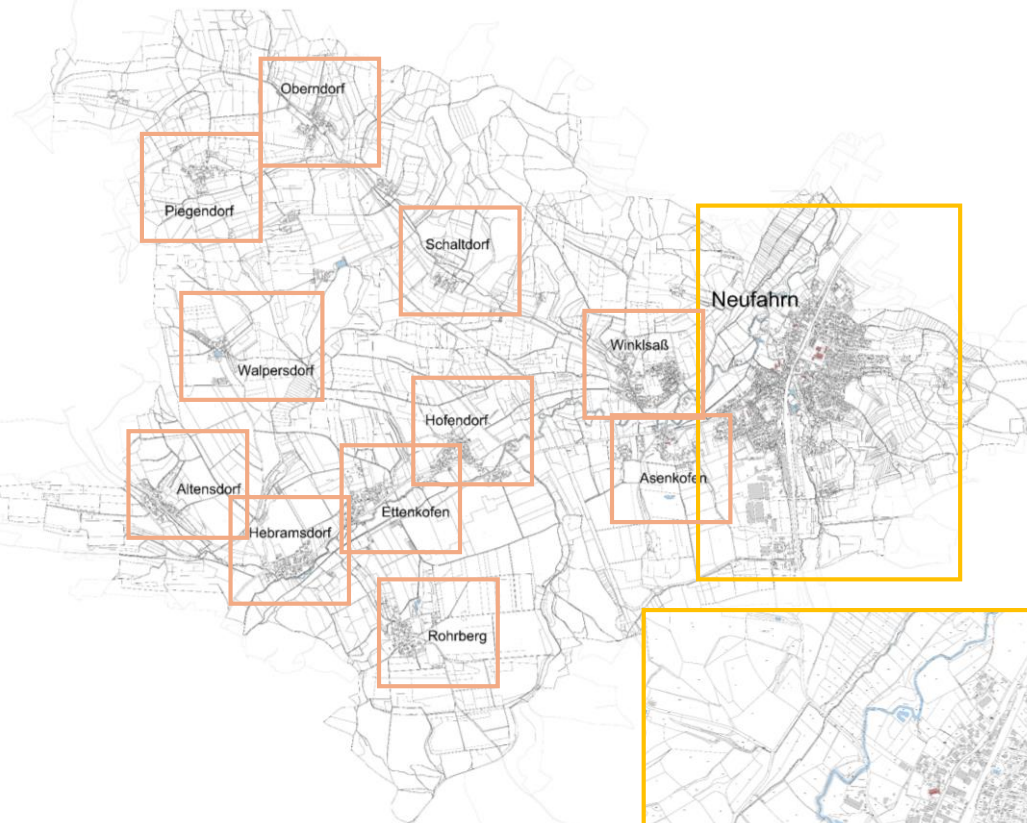 Oberndorf
Piegendorf
Schaltdorf
Neufahrn
Winklsaß
Walpersdorf
Hofendorf
Asenkofen
Altensdorf
Ettenkofen
Hebramsdorf
Rohrberg